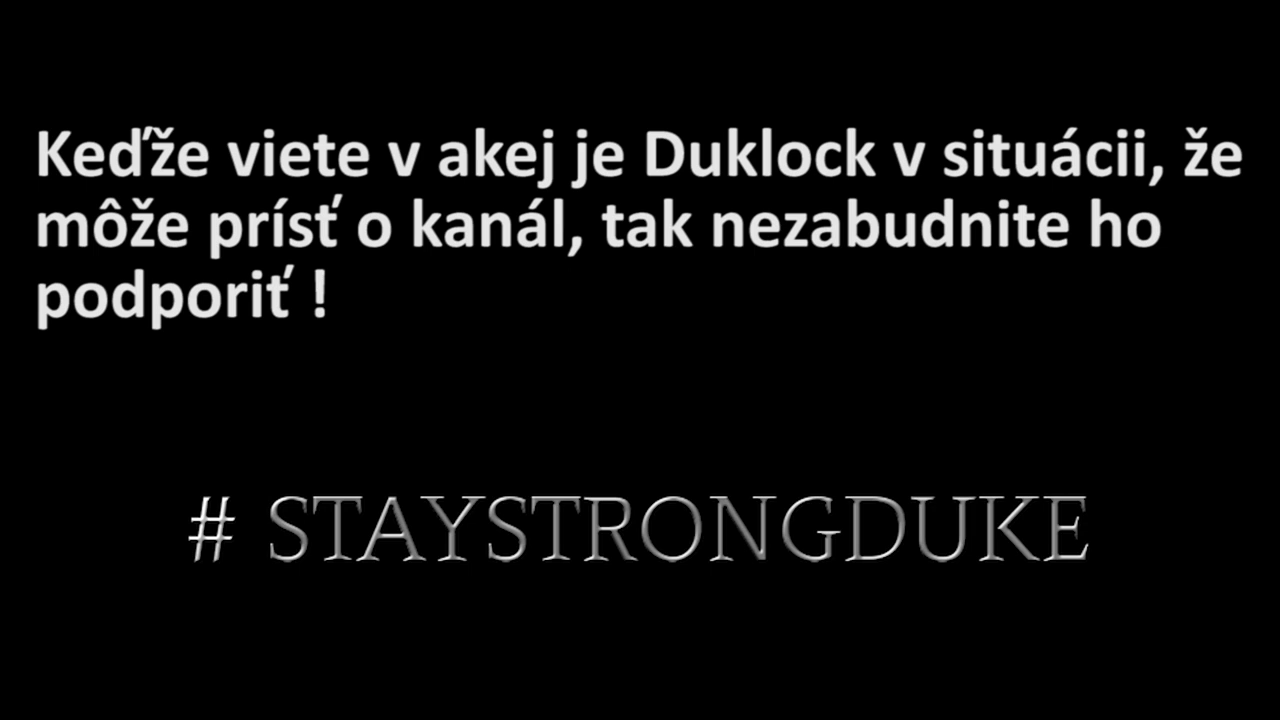 Keďže viete v akej je Duklock v situácii, že
môže prísť o kanál, tak nezabudnite ho
podporiť !
# STAYSTRONGDUKE